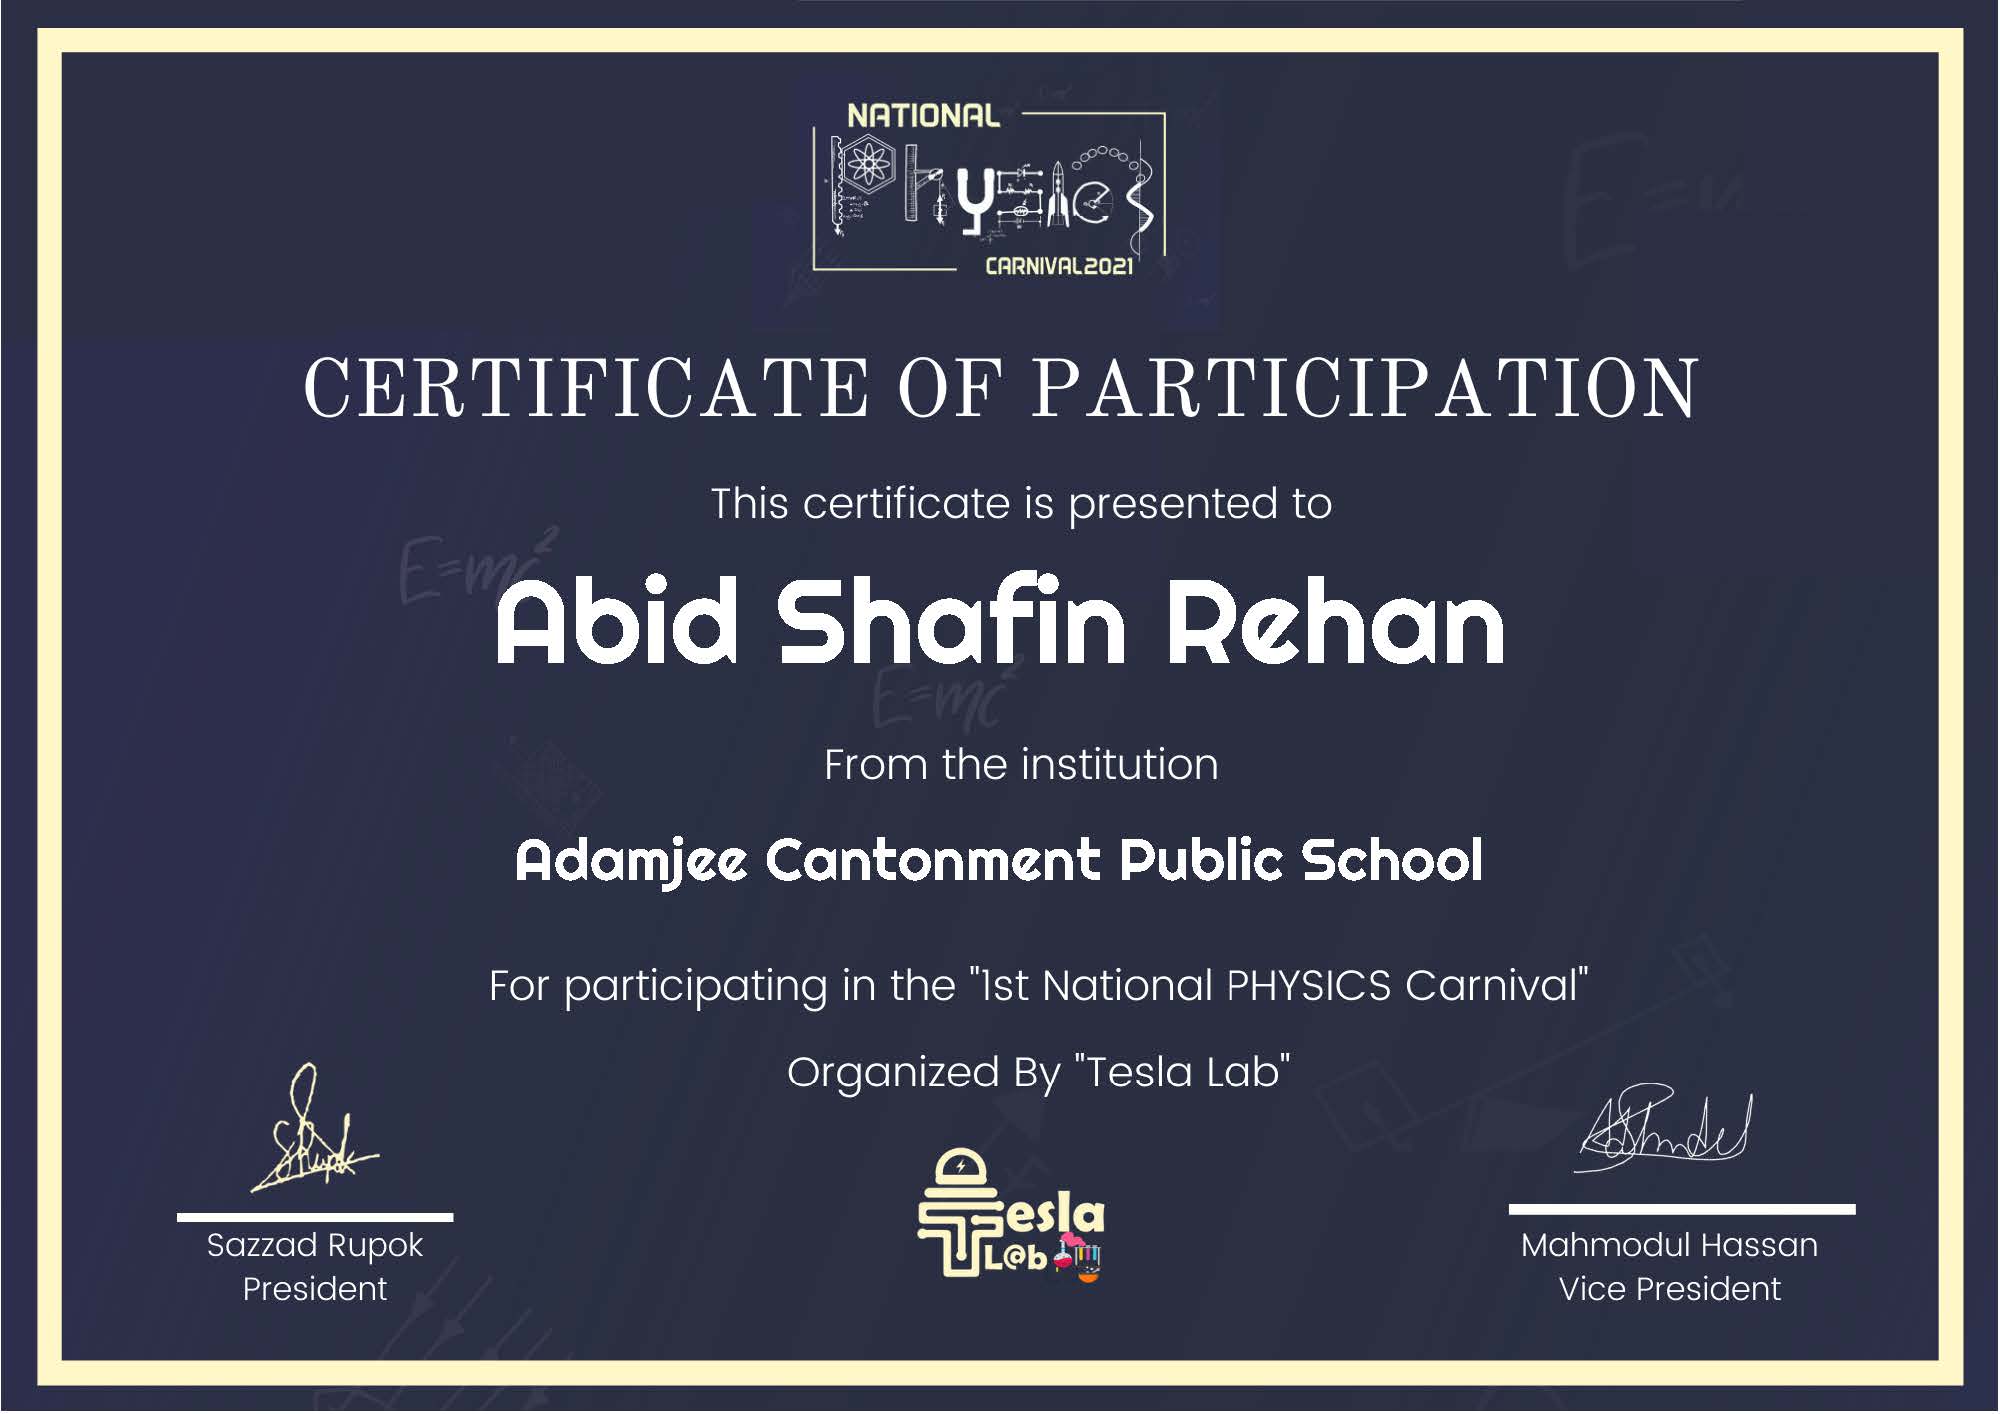 NATIONAL
PHYSICS
CARNIVAL2021
CERTIFICATE OF PARTICIPATION
This certificate is presented to
E=mc²
Abid Shafin Rehan
E=mc²
From the institution
Adamjee Cantonment Public School
For participating in the "1st National PHYSICS Carnival"
Organized By "Tesla Lab"
Tesla
L@b
Sazzad Rupok
President
Mahmodul Hassan
Vice President